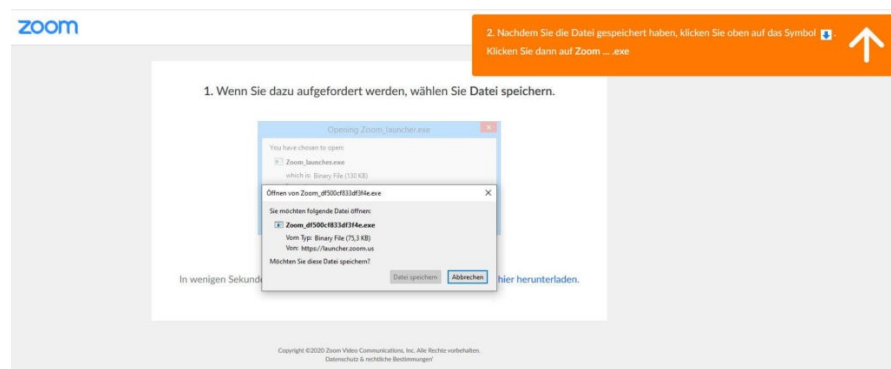 zoom
2. Nachdem Sie die Datei gespeichert haben, klicken Sie oben auf das Symbol .
Klicken Sie dann auf Zoom ... .exe
1. Wenn Sie dazu aufgefordert werden, wählen Sie Datei speichern.
Opening Zoom_launcher.exe
You have chosen to open:
Zoom_launcher.exe
which is: Binary File (130 KB)
Öffnen von Zoom_df500cf833df3f4e.exe
Sie möchten folgende Datei öffnen:
Zoom_df500cf833df3f4e.exe
Vom Typ: Binary File (75,3 KB)
Von: https://launcher.zoom.us
Möchten Sie diese Datei speichern?
Datei speichern Abbrechen
In wenigen Sekunde hier herunterladen.
Copyright ©2020 Zoom Video Communications, Inc. Alle Rechte vorbehalten.
Datenschutz & rechtliche Bestimmungen